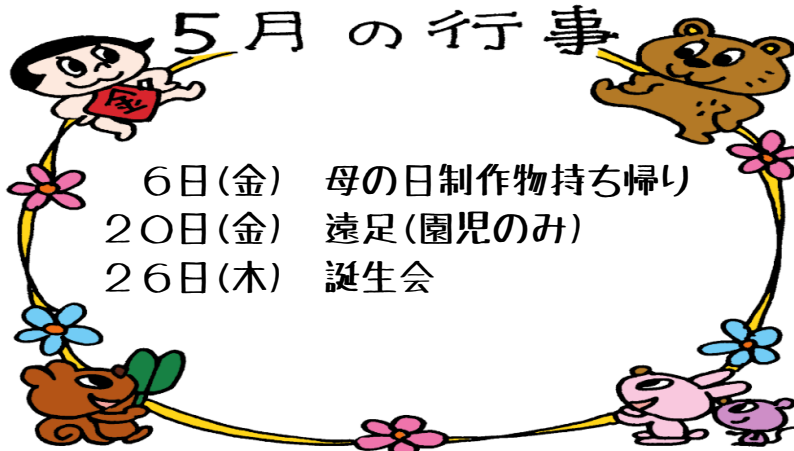 5月の行事
金
6日(金) 母の日制作物持ち帰り
20日(金) 遠足(園児のみ)
26日(木) 誕生会